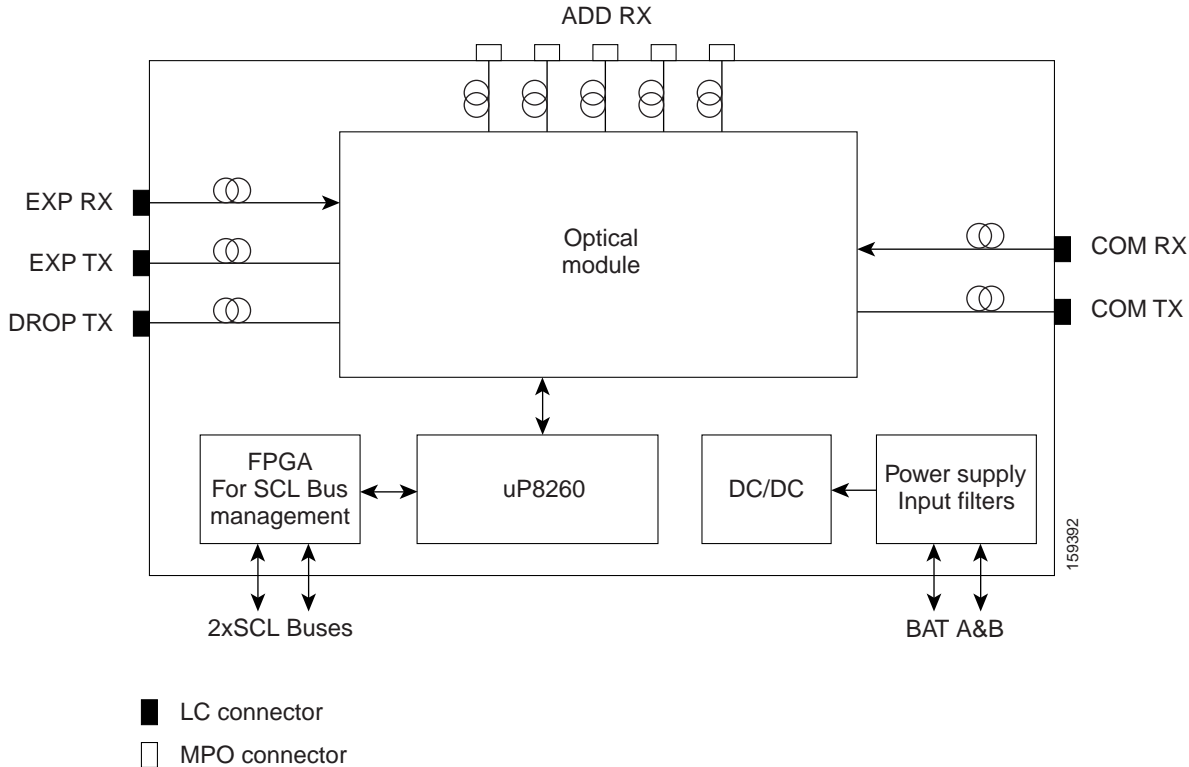 ADD RX
EXP RX
EXP TX
DROP TX
Optical
module
COM RX
COM TX
FPGA
For SCL Bus
management
uP8260
DC/DC
Power supply
Input filters
159392
2xSCL Buses
BAT A&B
LC connector
MPO connector